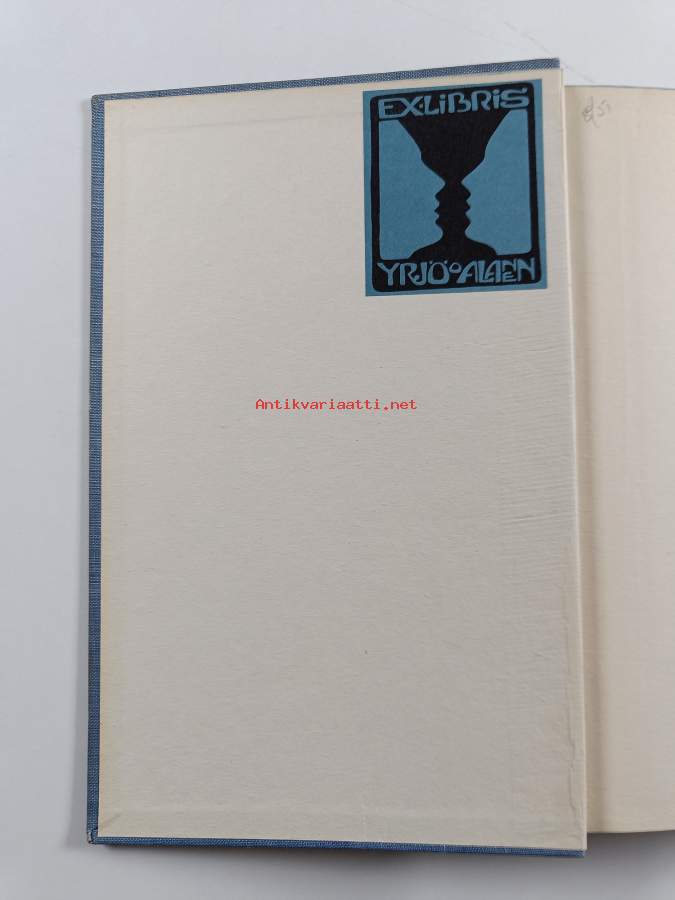 EX-LIBRIS
YRJÖ ALANEN
Antikvariaatti.net